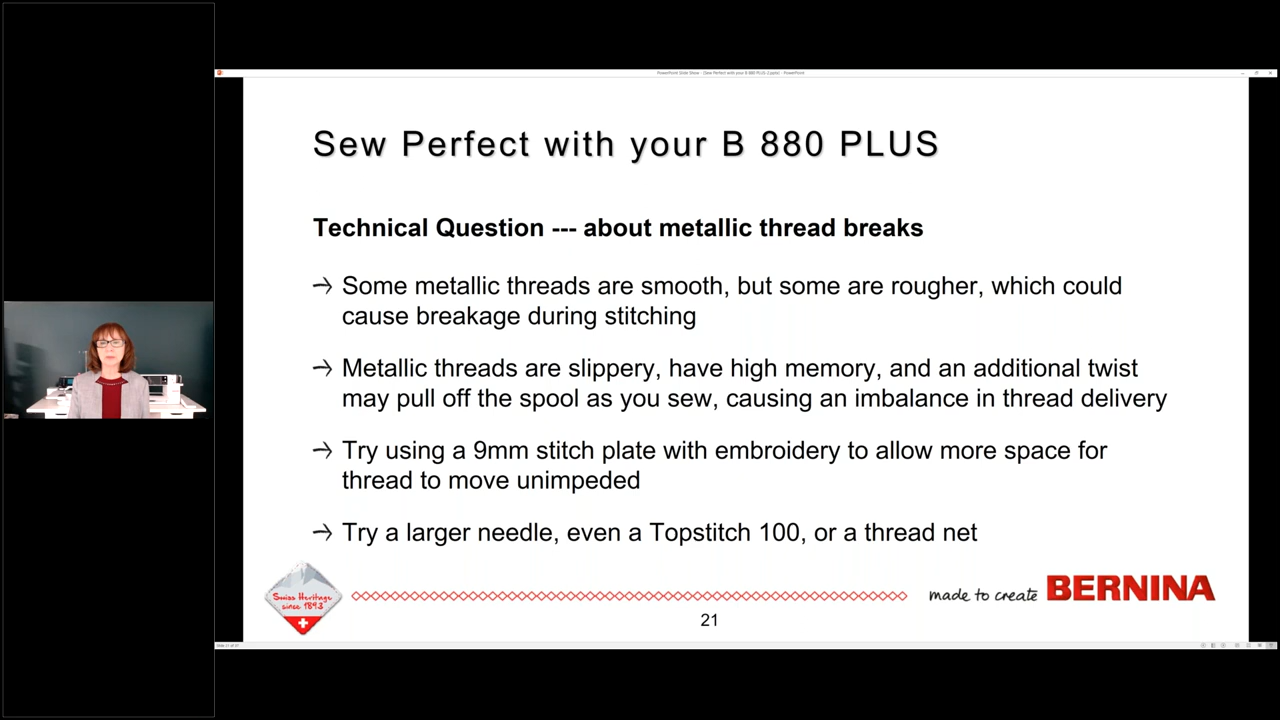 PowerPoint Slide Show - [Sew Perfect with your B 880 PLUS-2.pptx] - PowerPoint
Sew Perfect with your B 880 PLUS
Technical Question --- about metallic thread breaks
→ Some metallic threads are smooth, but some are rougher, which could
cause breakage during stitching
→ Metallic threads are slippery, have high memory, and an additional twist
may pull off the spool as you sew, causing an imbalance in thread delivery
→ Try using a 9mm stitch plate with embroidery to allow more space for
thread to move unimpeded
→ Try a larger needle, even a Topstitch 100, or a thread net
Swiss Heritage
since 1893
made to create BERNINA
21